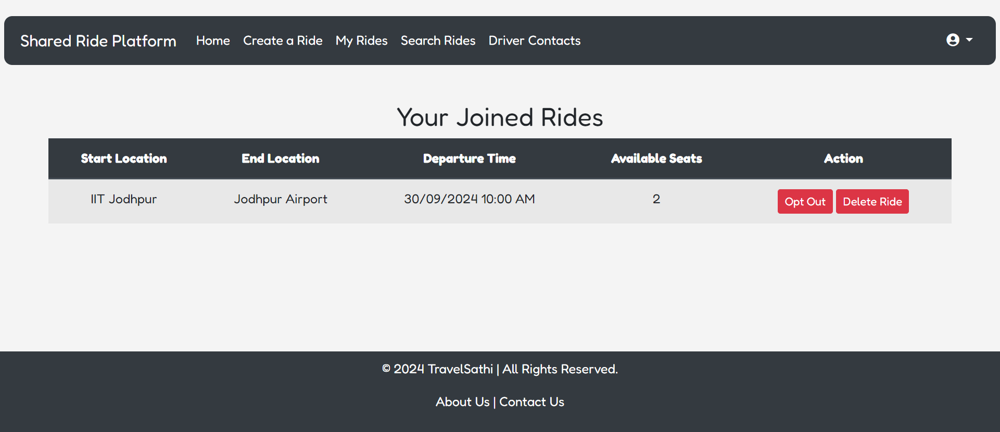 Shared Ride Platform Home Create a Ride My Rides Search Rides Driver Contacts
Your Joined Rides
Start Location End Location Departure Time Available Seats Action
IIT Jodhpur Jodhpur Airport 30/09/2024 10:00 AM 2 Opt Out Delete Ride
© 2024 TravelSathi | All Rights Reserved.
About Us | Contact Us